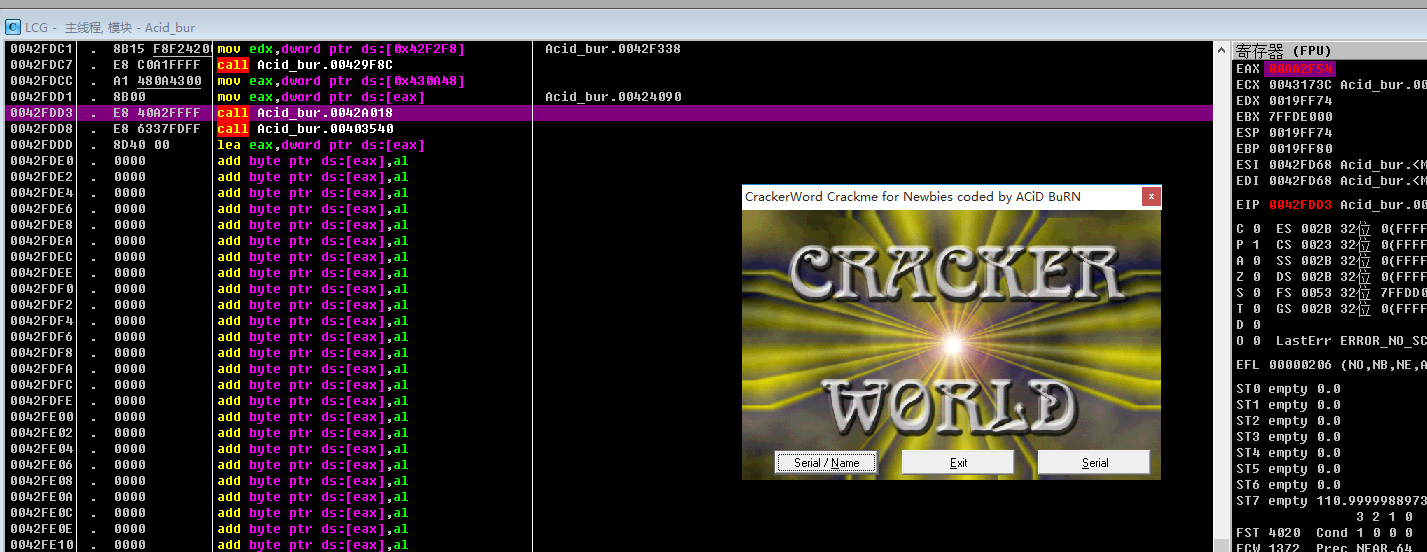 LCG - 主线程, 模块 - Acid_bur
0042FDC1 . 8B15 F8F24200 mov edx,dword ptr ds:[0x42F2F8] Acid_bur.0042F338
0042FDC7 . E8 C0A1FFFF call Acid_bur.00429F8C
0042FDCC . A1 480A4300 mov eax,dword ptr ds:[0x430A48]
0042FDD1 . 8B00 mov eax,dword ptr ds:[eax] Acid_bur.00424090
0042FDD3 . E8 40A2FFFF call Acid_bur.0042A018
0042FDD8 . E8 6337FDFF call Acid_bur.00403540
0042FDDD . 8D40 00 lea eax,dword ptr ds:[eax]
0042FDE0 . 0000 add byte ptr ds:[eax],al
0042FDE2 . 0000 add byte ptr ds:[eax],al
0042FDE4 . 0000 add byte ptr ds:[eax],al
0042FDE6 . 0000 add byte ptr ds:[eax],al
0042FDE8 . 0000 add byte ptr ds:[eax],al
0042FDEA . 0000 add byte ptr ds:[eax],al
0042FDEC . 0000 add byte ptr ds:[eax],al
0042FDEE . 0000 add byte ptr ds:[eax],al
0042FDF0 . 0000 add byte ptr ds:[eax],al
0042FDF2 . 0000 add byte ptr ds:[eax],al
0042FDF4 . 0000 add byte ptr ds:[eax],al
0042FDF6 . 0000 add byte ptr ds:[eax],al
0042FDF8 . 0000 add byte ptr ds:[eax],al
0042FDFA . 0000 add byte ptr ds:[eax],al
0042FDFC . 0000 add byte ptr ds:[eax],al
0042FDFE . 0000 add byte ptr ds:[eax],al
0042FE00 . 0000 add byte ptr ds:[eax],al
0042FE02 . 0000 add byte ptr ds:[eax],al
0042FE04 . 0000 add byte ptr ds:[eax],al
0042FE06 . 0000 add byte ptr ds:[eax],al
0042FE08 . 0000 add byte ptr ds:[eax],al
0042FE0A . 0000 add byte ptr ds:[eax],al
0042FE0C . 0000 add byte ptr ds:[eax],al
0042FE0E . 0000 add byte ptr ds:[eax],al
0042FE10 . 0000 add byte ptr ds:[eax],al
CrackerWord Crackme for Newbies coded by ACiD BuRN
CRACKER
WORLD
Serial / Name Exit Serial
寄存器 (FPU)
EAX 00AA2F54
ECX 0043173C Acid_bur.00
EDX 0019FF74
EBX 7FFDE000
ESP 0019FF74
EBP 0019FF80
ESI 0042FD68 Acid_bur.<M
EDI 0042FD68 Acid_bur.<M
EIP 0042FDD3 Acid_bur.00
C 0 ES 002B 32位 0(FFFF
P 1 CS 0023 32位 0(FFFF
A 0 SS 002B 32位 0(FFFF
Z 0 DS 002B 32位 0(FFFF
S 0 FS 0053 32位 7FFDD0
T 0 GS 002B 32位 0(FFFF
D 0
O 0 LastErr ERROR_NO_SC
EFL 00000206 (NO,NB,NE,A
ST0 empty 0.0
ST1 empty 0.0
ST2 empty 0.0
ST3 empty 0.0
ST4 empty 0.0
ST5 empty 0.0
ST6 empty 0.0
ST7 empty 110.9999988973
3 2 1 0
FST 4020 Cond 1 0 0 0
FCW 1372 Prec NEAR,64